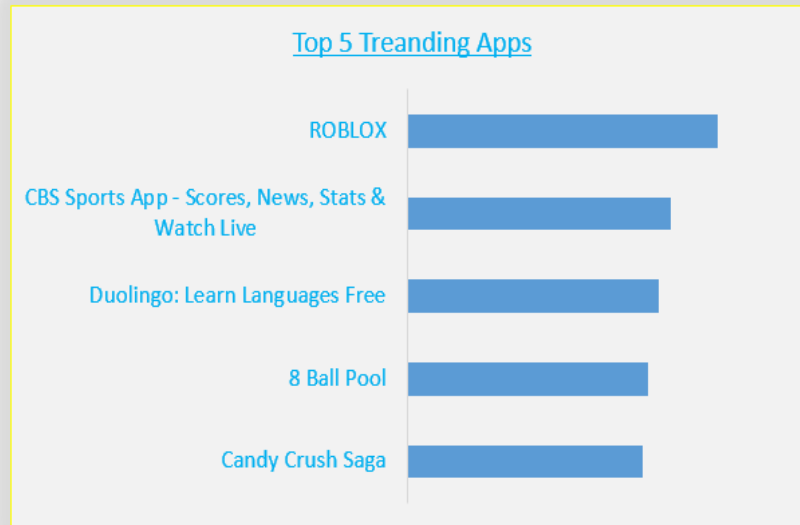 Top 5 Treanding Apps
ROBLOX
CBS Sports App - Scores, News, Stats &
Watch Live
Duolingo: Learn Languages Free
8 Ball Pool
Candy Crush Saga